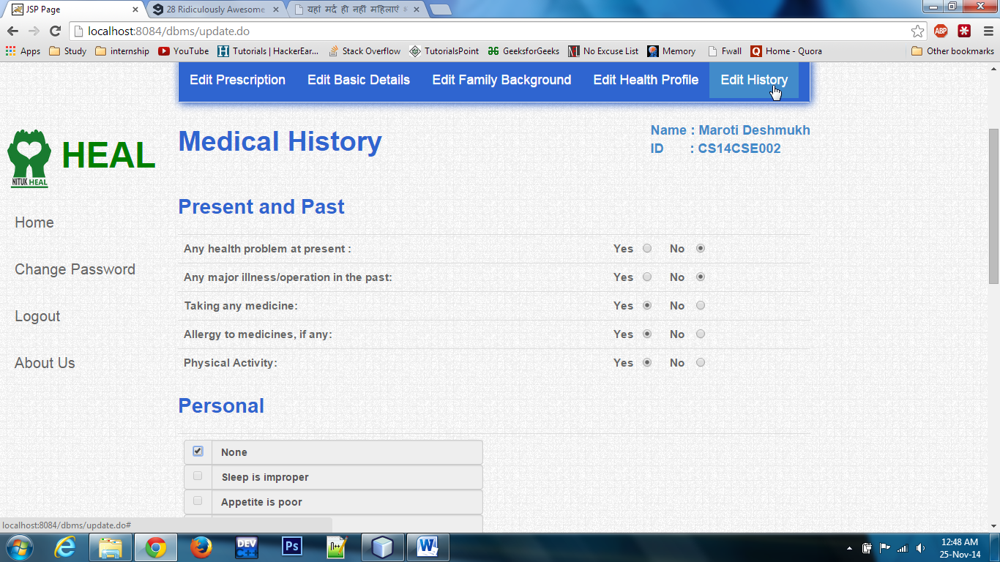 JSP Page
28 Ridiculously Awesome
यहां मर्द ही नहीं महिलाएं
localhost:8084/dbms/update.do
ABP
Apps Study internship YouTube Tutorials | HackerEar... Stack Overflow TutorialsPoint GeeksforGeeks No Excuse List Memory Fwall Home - Quora Other bookmarks
Edit Prescription Edit Basic Details Edit Family Background Edit Health Profile Edit History
NITUK HEAL
HEAL
Home
Change Password
Logout
About Us
Medical History
Name : Maroti Deshmukh
ID : CS14CSE002
Present and Past
Any health problem at present : Yes No
Any major illness/operation in the past: Yes No
Taking any medicine: Yes No
Allergy to medicines, if any: Yes No
Physical Activity: Yes No
Personal
None
Sleep is improper
Appetite is poor
localhost:8084/dbms/update.do#
DEV C++
Ps
12:48 AM
25-Nov-14